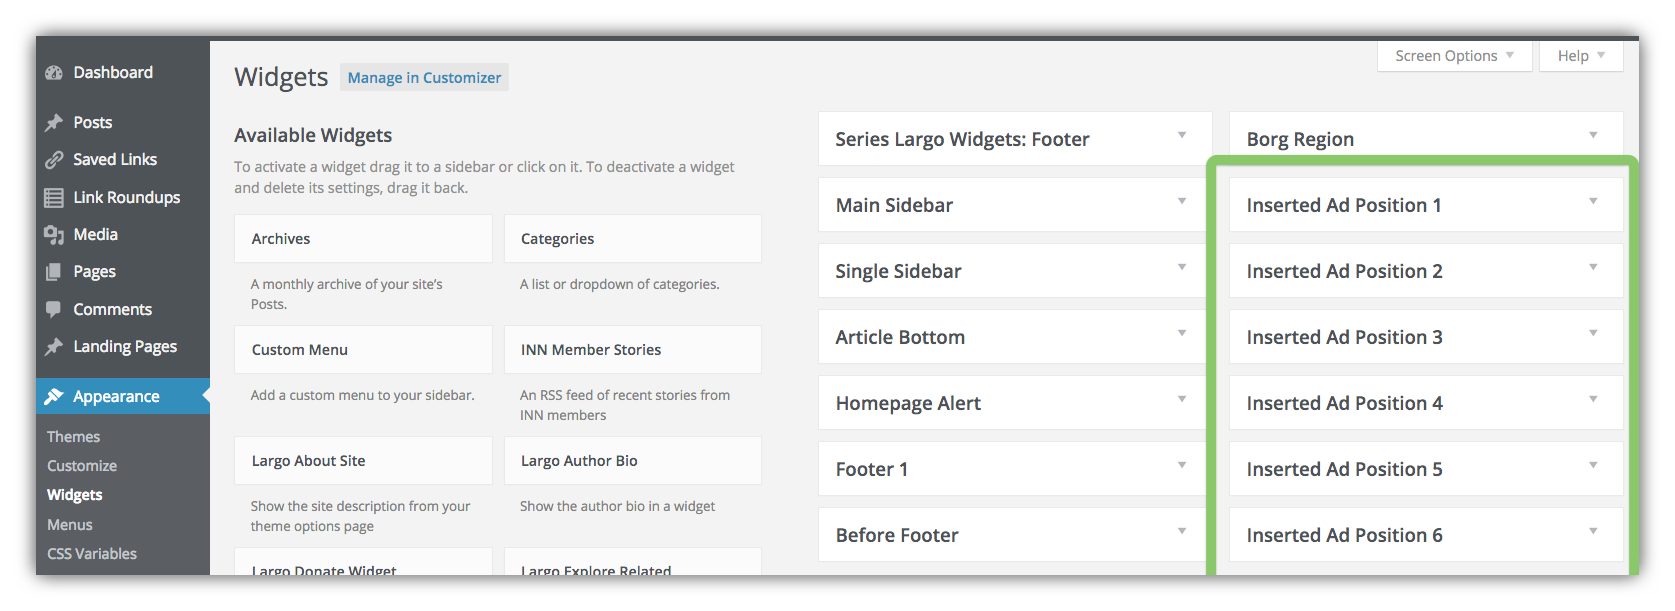 Dashboard
Posts
Saved Links
Link Roundups
Media
Pages
Comments
Landing Pages
Appearance
Themes
Customize
Widgets
Menus
CSS Variables
Screen Options
Help
Widgets
Manage in Customizer
Available Widgets
To activate a widget drag it to a sidebar or click on it. To deactivate a widget
and delete its settings, drag it back.
Archives
A monthly archive of your site's
Posts.
Categories
A list or dropdown of categories.
Custom Menu
Add a custom menu to your sidebar.
INN Member Stories
An RSS feed of recent stories from
INN members
Largo About Site
Show the site description from your
theme options page
Largo Author Bio
Show the author bio in a widget
Largo Donate Widget
Largo Explore Related
Series Largo Widgets: Footer
Main Sidebar
Single Sidebar
Article Bottom
Homepage Alert
Footer 1
Before Footer
Borg Region
Inserted Ad Position 1
Inserted Ad Position 2
Inserted Ad Position 3
Inserted Ad Position 4
Inserted Ad Position 5
Inserted Ad Position 6